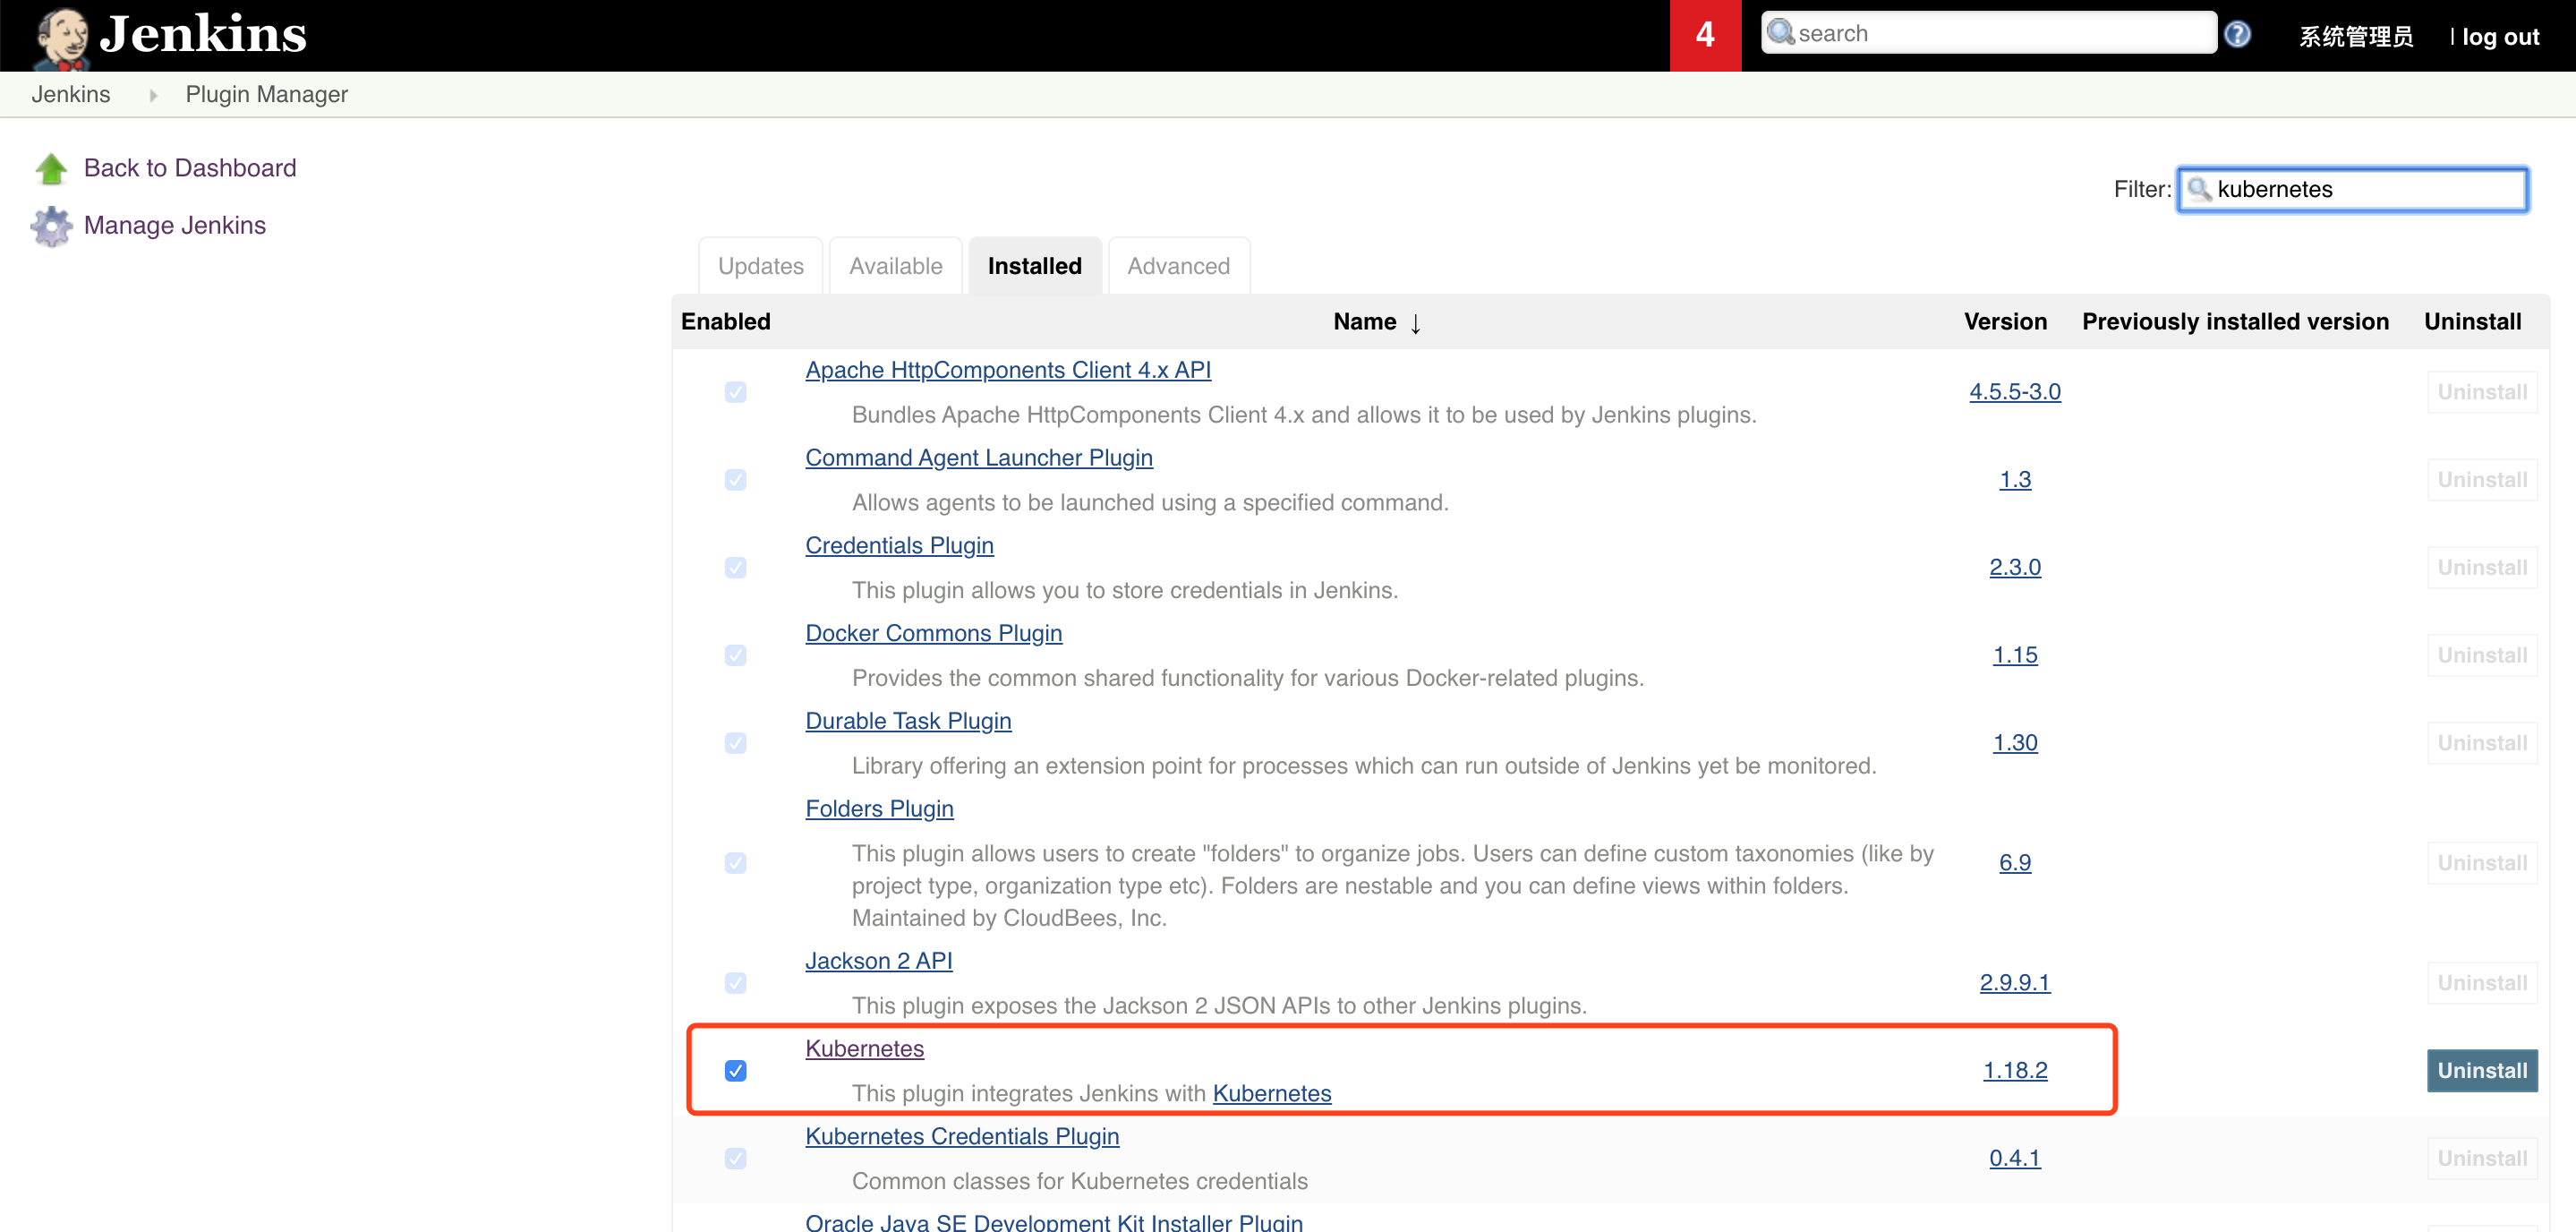 Jenkins
4
search
系统管理员
| log out
Jenkins
Plugin Manager
Back to Dashboard
Manage Jenkins
Filter:
kubernetes
Updates
Available
Installed
Advanced
Enabled
Name ↓
Version
Previously installed version
Uninstall
Apache HttpComponents Client 4.x API
Bundles Apache HttpComponents Client 4.x and allows it to be used by Jenkins plugins.
4.5.5-3.0
Uninstall
Command Agent Launcher Plugin
Allows agents to be launched using a specified command.
1.3
Uninstall
Credentials Plugin
This plugin allows you to store credentials in Jenkins.
2.3.0
Uninstall
Docker Commons Plugin
Provides the common shared functionality for various Docker-related plugins.
1.15
Uninstall
Durable Task Plugin
Library offering an extension point for processes which can run outside of Jenkins yet be monitored.
1.30
Uninstall
Folders Plugin
This plugin allows users to create "folders" to organize jobs. Users can define custom taxonomies (like by
project type, organization type etc). Folders are nestable and you can define views within folders.
Maintained by CloudBees, Inc.
6.9
Uninstall
Jackson 2 API
This plugin exposes the Jackson 2 JSON APIs to other Jenkins plugins.
2.9.9.1
Uninstall
Kubernetes
This plugin integrates Jenkins with Kubernetes
1.18.2
Uninstall
Kubernetes Credentials Plugin
Common classes for Kubernetes credentials
0.4.1
Uninstall
Oracle Java SE Development Kit Installer Plugin